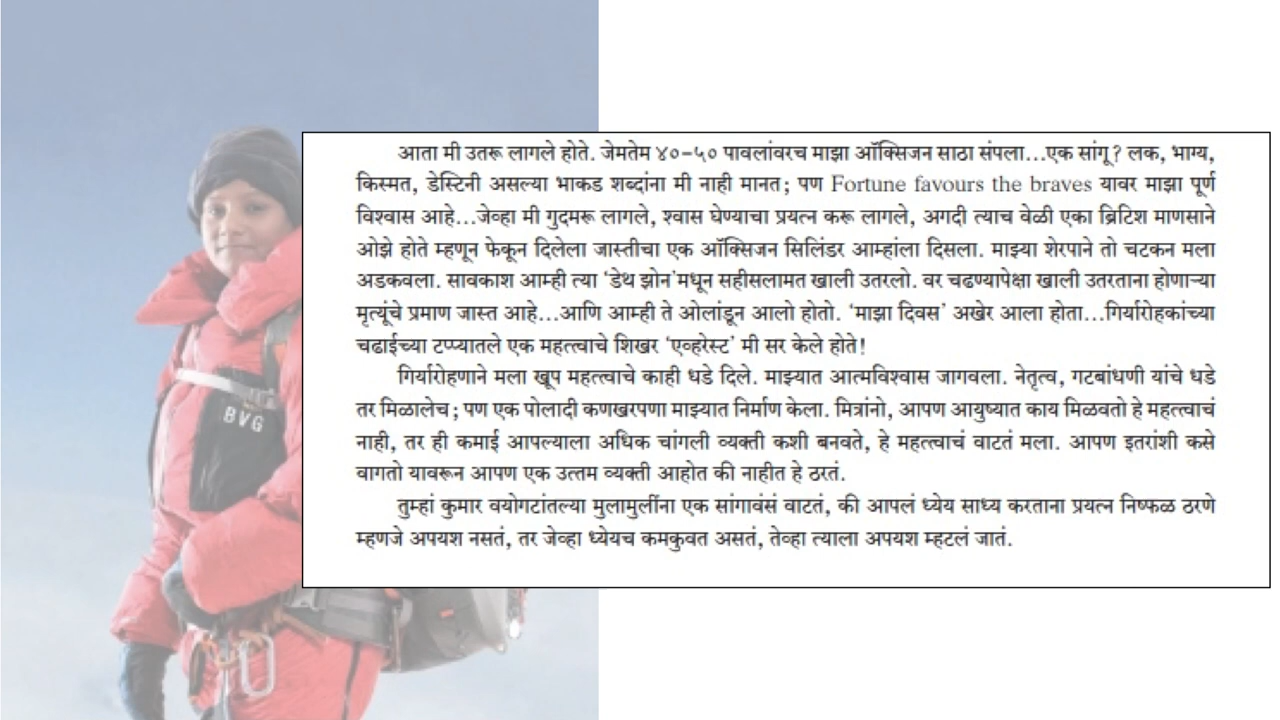 आता मी उतरू लागले होते. जेमतेम ४०-५० पावलांवरच माझा ऑक्सिजन साठा संपला...एक सांगू? लक, भाग्य,
किस्मत, डेस्टिनी असल्या भाकड शब्दांना मी नाही मानत; पण Fortune favours the braves यावर माझा पूर्ण
विश्वास आहे...जेव्हा मी गुदमरू लागले, श्वास घेण्याचा प्रयत्न करू लागले, अगदी त्याच वेळी एका ब्रिटिश माणसाने
ओझे होते म्हणून फेकून दिलेला जास्तीचा एक ऑक्सिजन सिलिंडर आम्हांला दिसला. माझ्या शेरपाने तो चटकन मला
अडकवला. सावकाश आम्ही त्या ‘डेथ झोन’मधून सहीसलामत खाली उतरलो. वर चढण्यापेक्षा खाली उतरताना होणाऱ्या
मृत्यूंचे प्रमाण जास्त आहे...आणि आम्ही ते ओलांडून आलो होतो. ‘माझा दिवस’ अखेर आला होता...गिर्यारोहकांच्या
चढाईच्या टप्प्यातले एक महत्त्वाचे शिखर ‘एव्हरेस्ट’ मी सर केले होते!
गिर्यारोहणाने मला खूप महत्त्वाचे काही धडे दिले. माझ्यात आत्मविश्वास जागवला. नेतृत्व, गटबांधणी यांचे धडे
तर मिळालेच; पण एक पोलादी कणखरपणा माझ्यात निर्माण केला. मित्रांनो, आपण आयुष्यात काय मिळवतो हे महत्त्वाचं
नाही, तर ही कमाई आपल्याला अधिक चांगली व्यक्ती कशी बनवते, हे महत्त्वाचं वाटतं मला. आपण इतरांशी कसे
वागतो यावरून आपण एक उत्तम व्यक्ती आहोत की नाहीत हे ठरतं.
तुम्हां कुमार वयोगटांतल्या मुलामुलींना एक सांगावंसं वाटतं, की आपलं ध्येय साध्य करताना प्रयत्न निष्फळ ठरणे
म्हणजे अपयश नसतं, तर जेव्हा ध्येयच कमकुवत असतं, तेव्हा त्याला अपयश म्हटलं जातं.
BVG